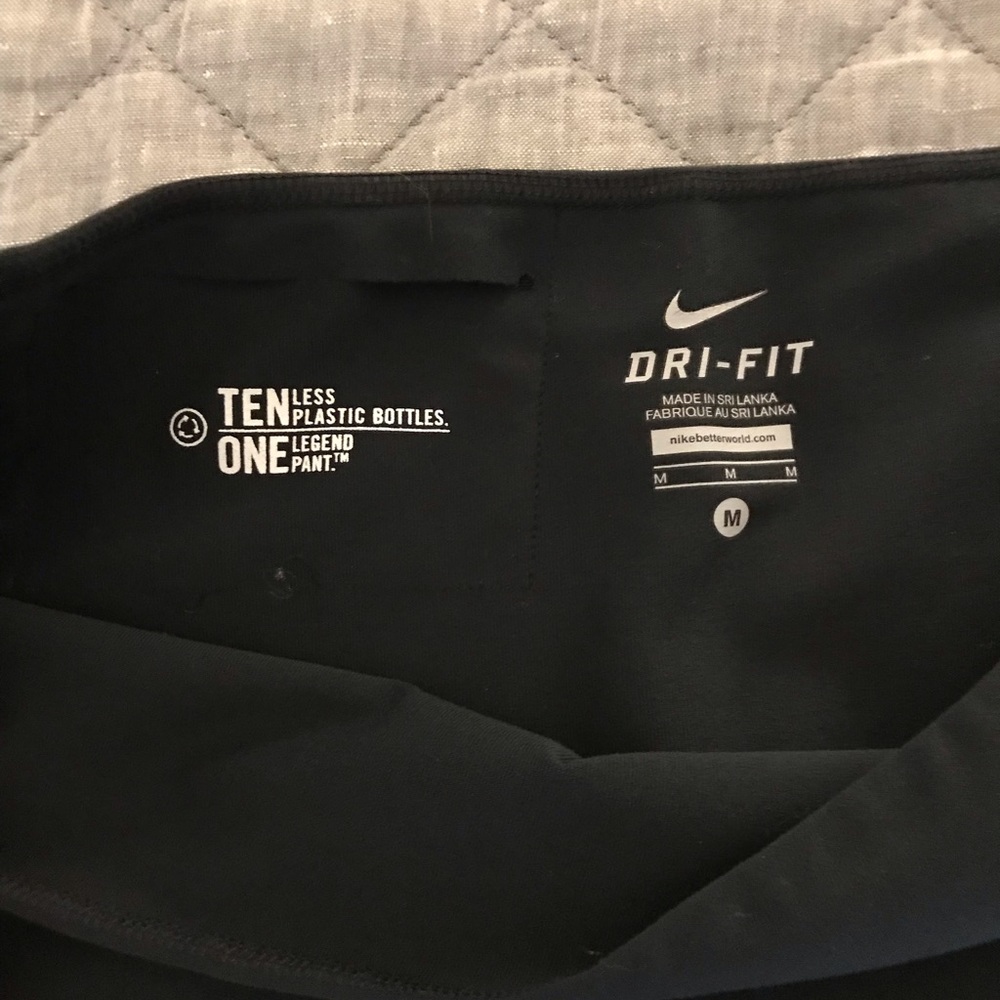 TEN LESS
PLASTIC BOTTLES.
ONE LEGEND
PANT.™
DRI-FIT
MADE IN SRI LANKA
FABRIQUE AU SRI LANKA
nikebetterworld.com
M M M
M